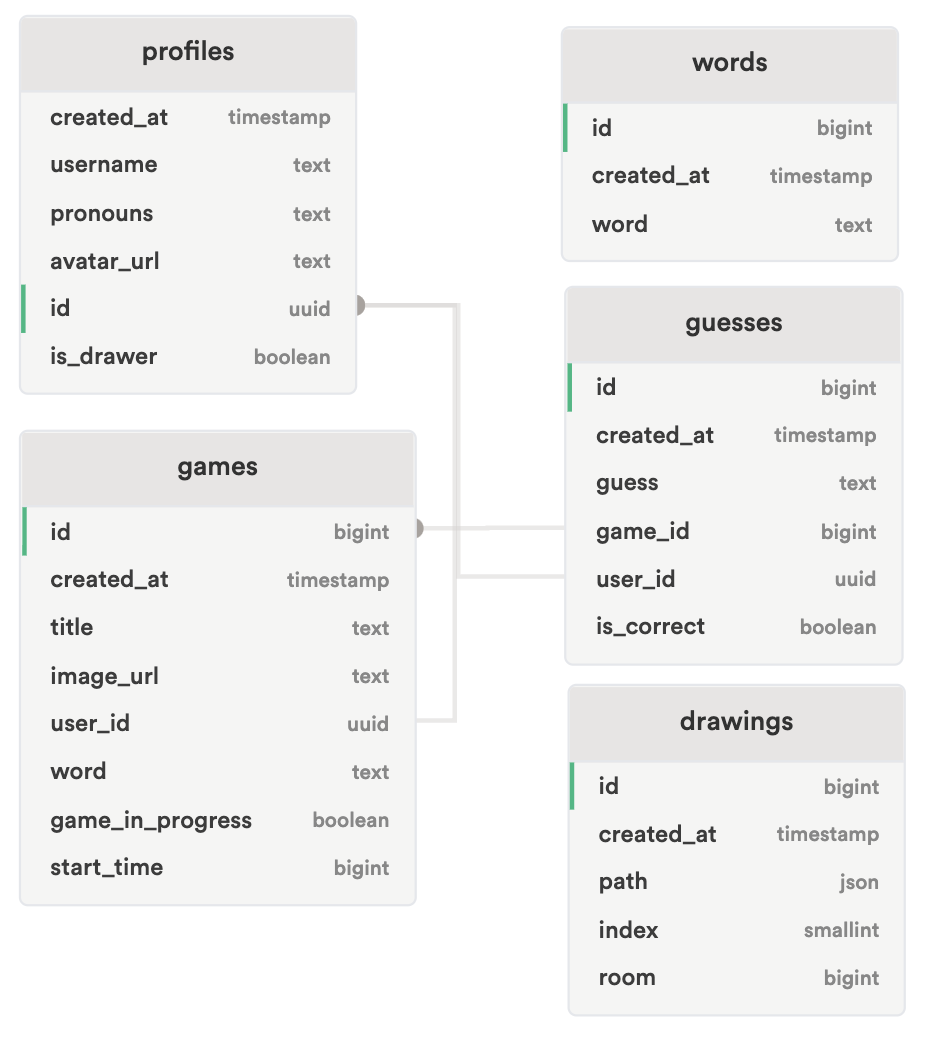 profiles
created_at timestamp
username text
pronouns text
avatar_url text
id uuid
is_drawer boolean
games
id bigint
created_at timestamp
title text
image_url text
user_id uuid
word text
game_in_progress boolean
start_time bigint
words
id bigint
created_at timestamp
word text
guesses
id bigint
created_at timestamp
guess text
game_id bigint
user_id uuid
is_correct boolean
drawings
id bigint
created_at timestamp
path json
index smallint
room bigint